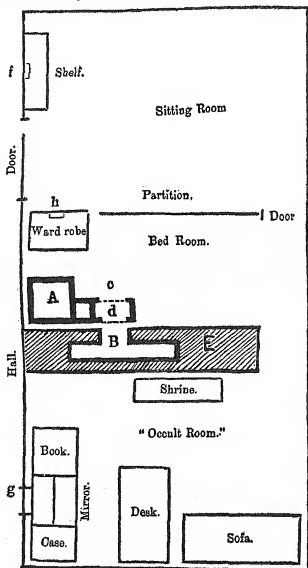 f
Shelf.
Sitting Room
Door.
h
Partition.
Door
Ward robe
Bed Room.
A
c
d
B
E
Hall.
Shrine.
"Occult Room."
Book.
g
Mirror.
Desk.
Case.
Sofa.